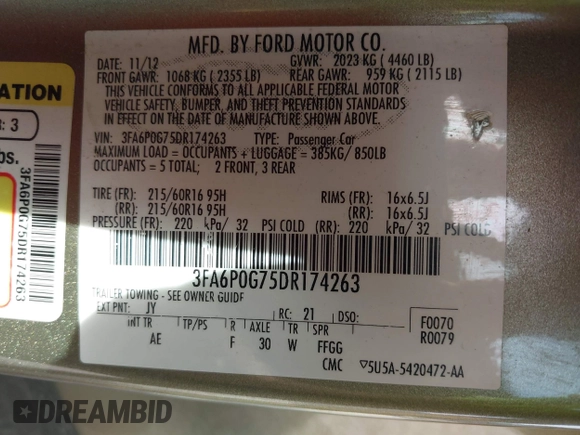 MFD. BY FORD MOTOR CO.
DATE: 11/12 GVWR: 2023 KG ( 4460 LB)
FRONT GAWR: 1068 KG ( 2355 LB) REAR GAWR: 959 KG ( 2115 LB)
THIS VEHICLE CONFORMS TO ALL APPLICABLE FEDERAL MOTOR
VEHICLE SAFETY, BUMPER, AND THEFT PREVENTION STANDARDS
IN EFFECT ON THE DATE OF MANUFACTURE SHOWN ABOVE.
VIN: 3FA6P0G75DR174263 TYPE: Passenger Car
MAXIMUM LOAD = OCCUPANTS + LUGGAGE = 385KG/ 850LB
OCCUPANTS = 5 TOTAL; 2 FRONT, 3 REAR
TIRE (FR): 215/60R16 95H RIMS (FR): 16x6.5J
(RR): 215/60R16 95H (RR): 16x6.5J
PRESSURE (FR): 220 kPa/ 32 PSI COLD (RR): 220 kPa/ 32 PSI COLD
3FA6P0G75DR174263
TRAILER TOWING - SEE OWNER GUIDE
EXT PNT: JY RC: 21 DSO: F0070
R0079
INT TR TP/PS R AXLE TR SPR
AE F 30 W FFGG
CMC ▽5U5A-5420472-AA
ATION
: 3
bs.
3FA6P0G75DR174263
DREAMBID